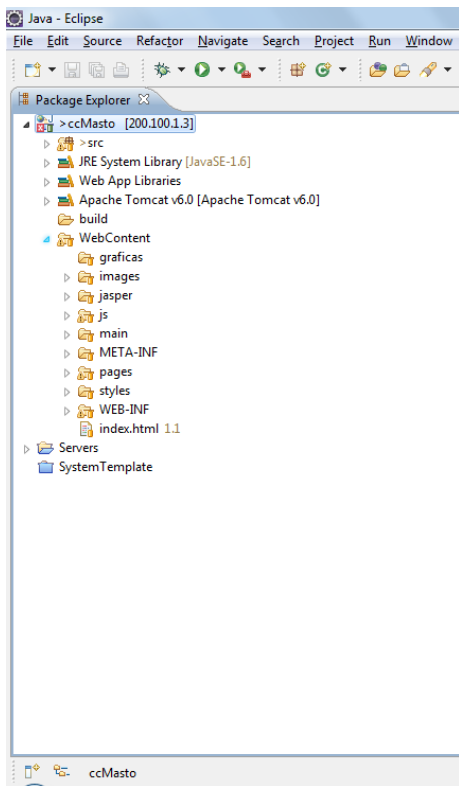 Java - Eclipse
File Edit Source Refactor Navigate Search Project Run Window
Package Explorer
>ccMasto [200.100.1.3]
>src
JRE System Library [JavaSE-1.6]
Web App Libraries
Apache Tomcat v6.0 [Apache Tomcat v6.0]
build
WebContent
graficas
images
jasper
js
main
META-INF
pages
styles
WEB-INF
index.html 1.1
Servers
SystemTemplate
ccMasto